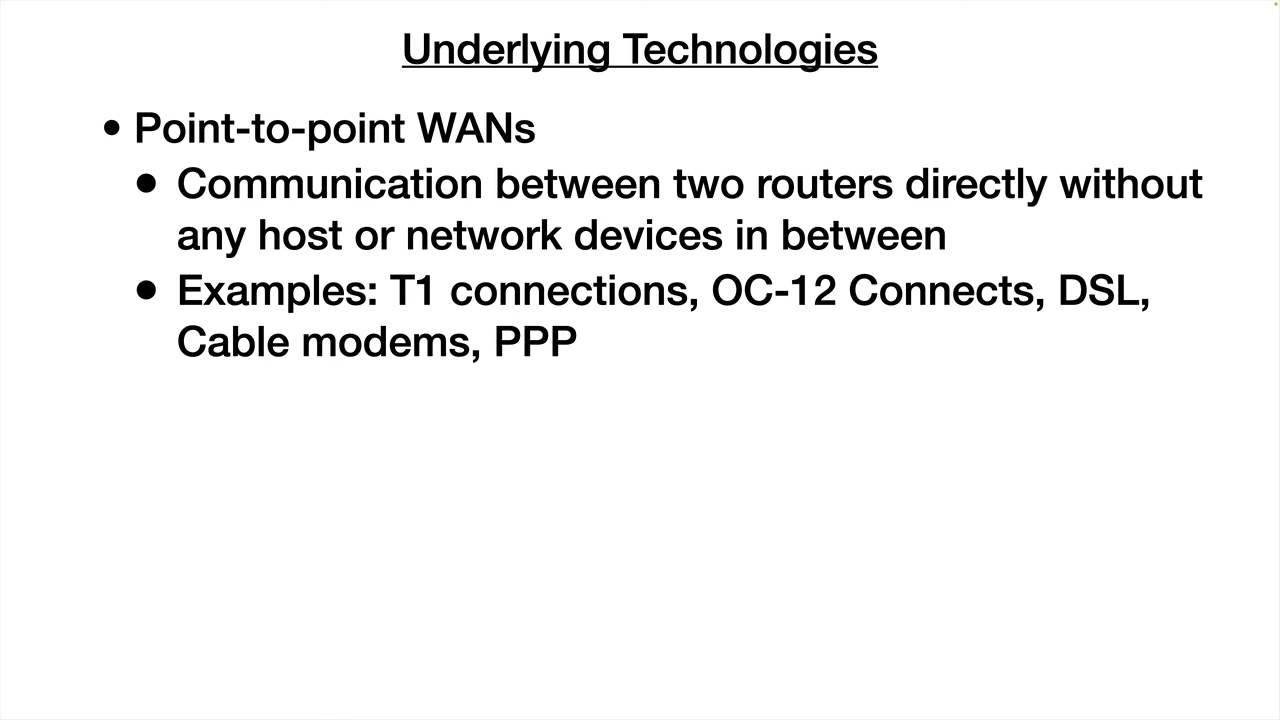 Underlying Technologies
• Point-to-point WANs
• Communication between two routers directly without
any host or network devices in between
• Examples: T1 connections, OC-12 Connects, DSL,
Cable modems, PPP